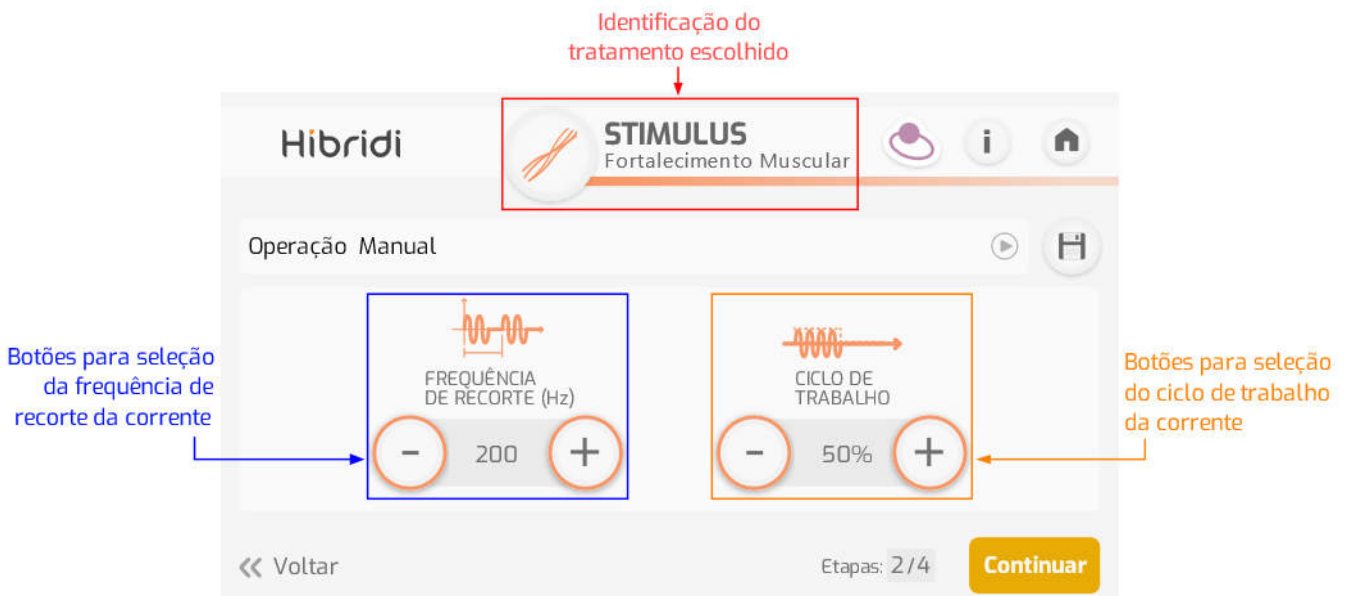 Identificação do
tratamento escolhido
Hibridi
STIMULUS
Fortalecimento Muscular
i
Operação Manual
Botões para seleção
da frequência de
recorte da corrente
FREQUÊNCIA
DE RECORTE (Hz)
- 200 +
CICLO DE
TRABALHO
- 50% +
Botões para seleção
do ciclo de trabalho
da corrente
Voltar
Etapas: 2/4
Continuar